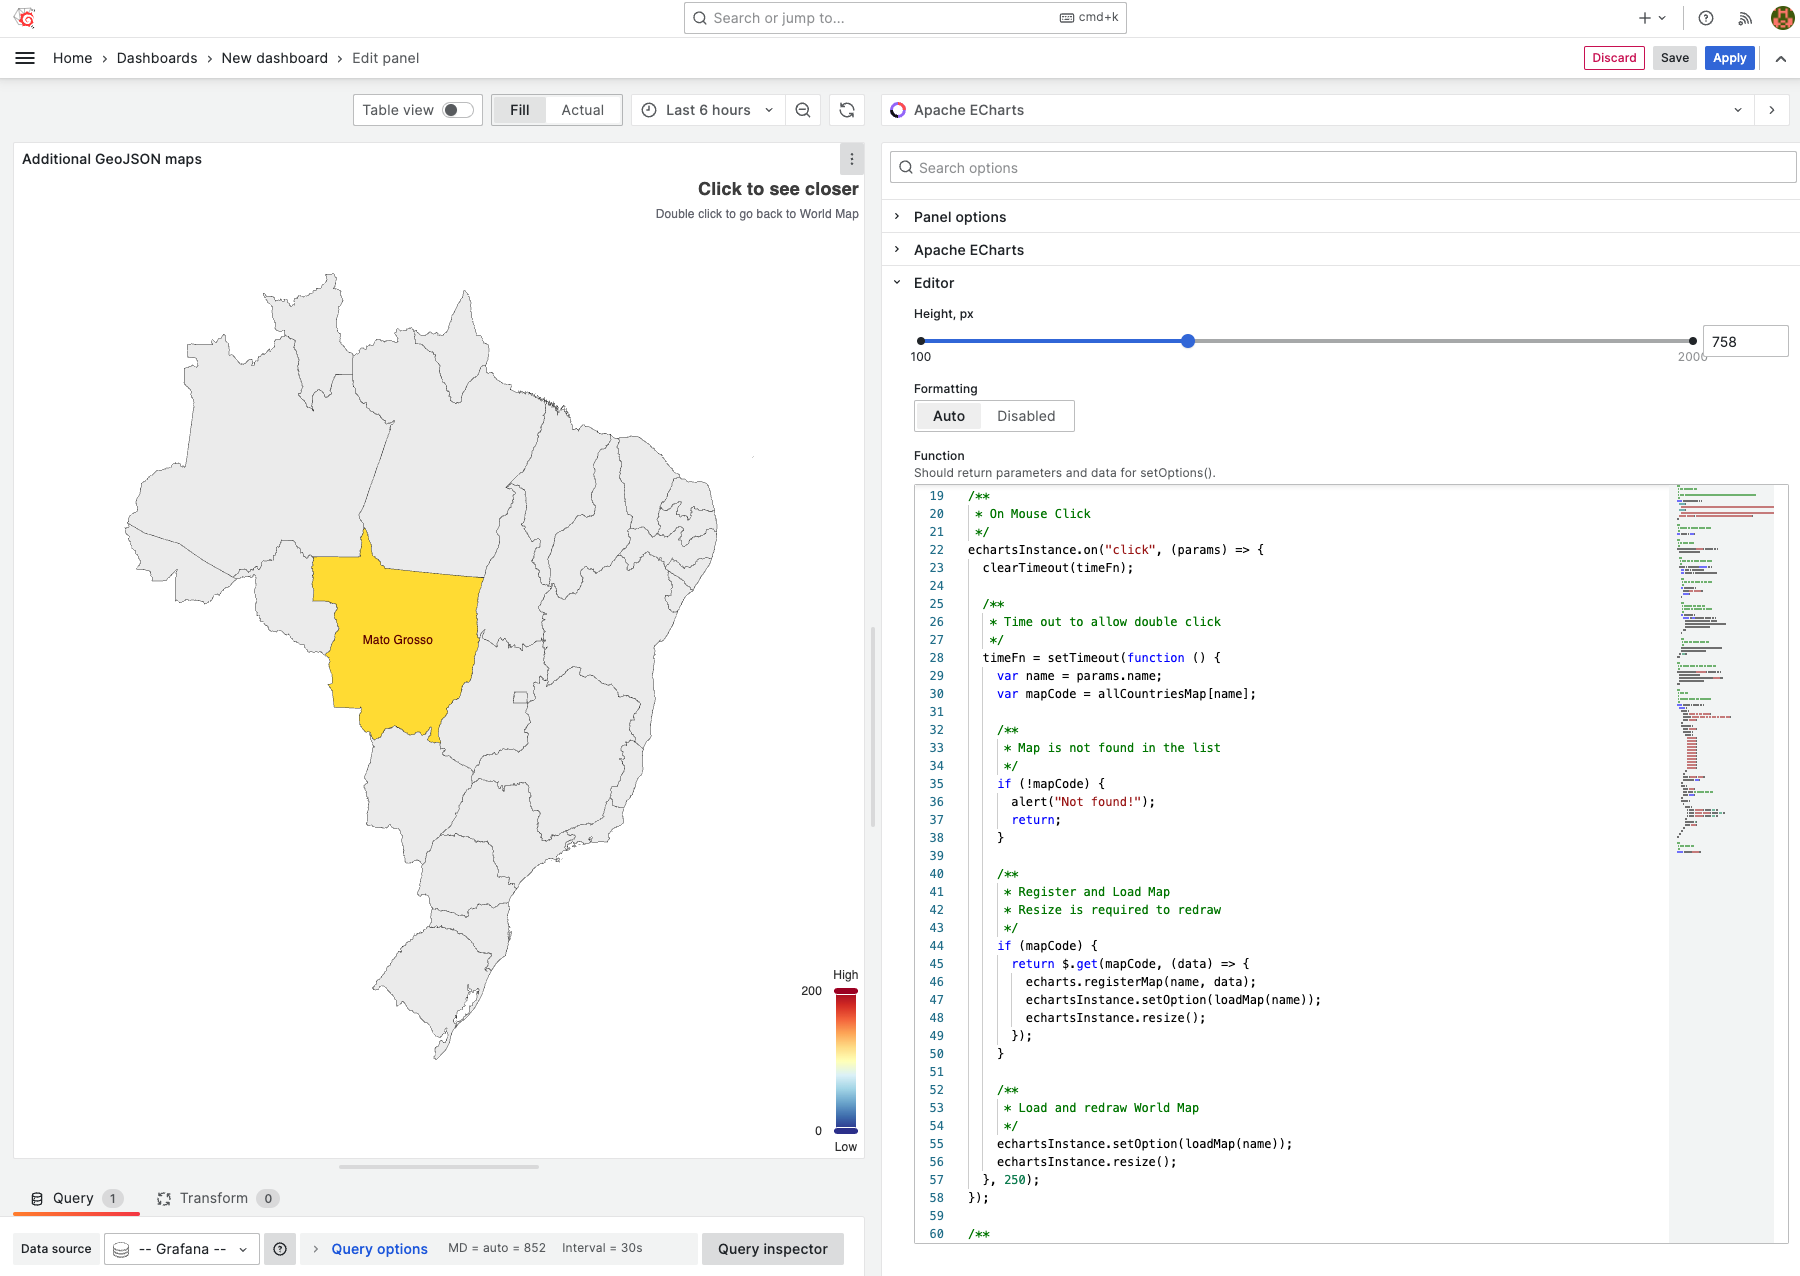 Search or jump to...
cmd+k
Home › Dashboards › New dashboard › Edit panel
Discard
Save
Apply
Table view
Fill
Actual
Last 6 hours
Apache ECharts
Additional GeoJSON maps
Click to see closer
Double click to go back to World Map
Mato Grosso
High
200
0
Low
Query 1
Transform 0
Data source
-- Grafana --
Query options
MD = auto = 852
Interval = 30s
Query inspector
Search options
Panel options
Apache ECharts
Editor
Height, px
100
2000
758
Formatting
Auto
Disabled
Function
Should return parameters and data for setOptions().
19 /**
20 * On Mouse Click
21 */
22 echartsInstance.on("click", (params) => {
23 clearTimeout(timeFn);
24
25 /**
26 * Time out to allow double click
27 */
28 timeFn = setTimeout(function () {
29 var name = params.name;
30 var mapCode = allCountriesMap[name];
31
32 /**
33 * Map is not found in the list
34 */
35 if (!mapCode) {
36 alert("Not found!");
37 return;
38 }
39
40 /**
41 * Register and Load Map
42 * Resize is required to redraw
43 */
44 if (mapCode) {
45 return $.get(mapCode, (data) => {
46 echarts.registerMap(name, data);
47 echartsInstance.setOption(loadMap(name));
48 echartsInstance.resize();
49 });
50 }
51
52 /**
53 * Load and redraw World Map
54 */
55 echartsInstance.setOption(loadMap(name));
56 echartsInstance.resize();
57 }, 250);
58 });
59
60 /**